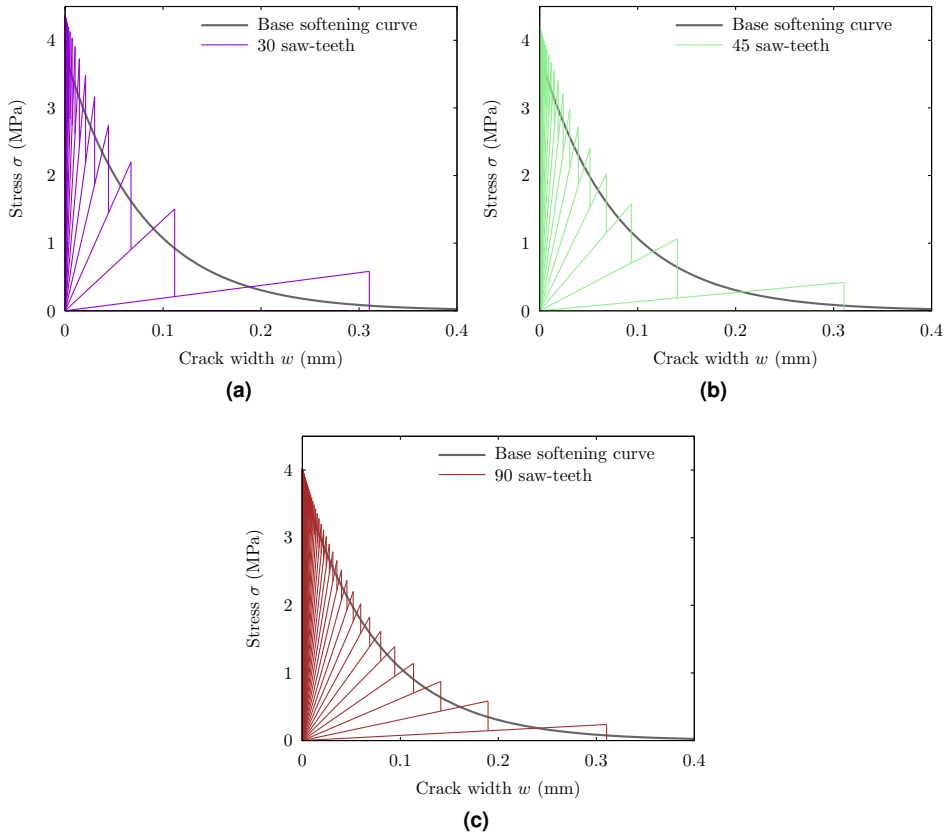 Base softening curve
30 saw-teeth
Stress σ (MPa)
4
3
2
1
0
0 0.1 0.2 0.3 0.4
Crack width w (mm)
(a)
Base softening curve
45 saw-teeth
Stress σ (MPa)
4
3
2
1
0
0 0.1 0.2 0.3 0.4
Crack width w (mm)
(b)
Base softening curve
90 saw-teeth
Stress σ (MPa)
4
3
2
1
0
0 0.1 0.2 0.3 0.4
Crack width w (mm)
(c)